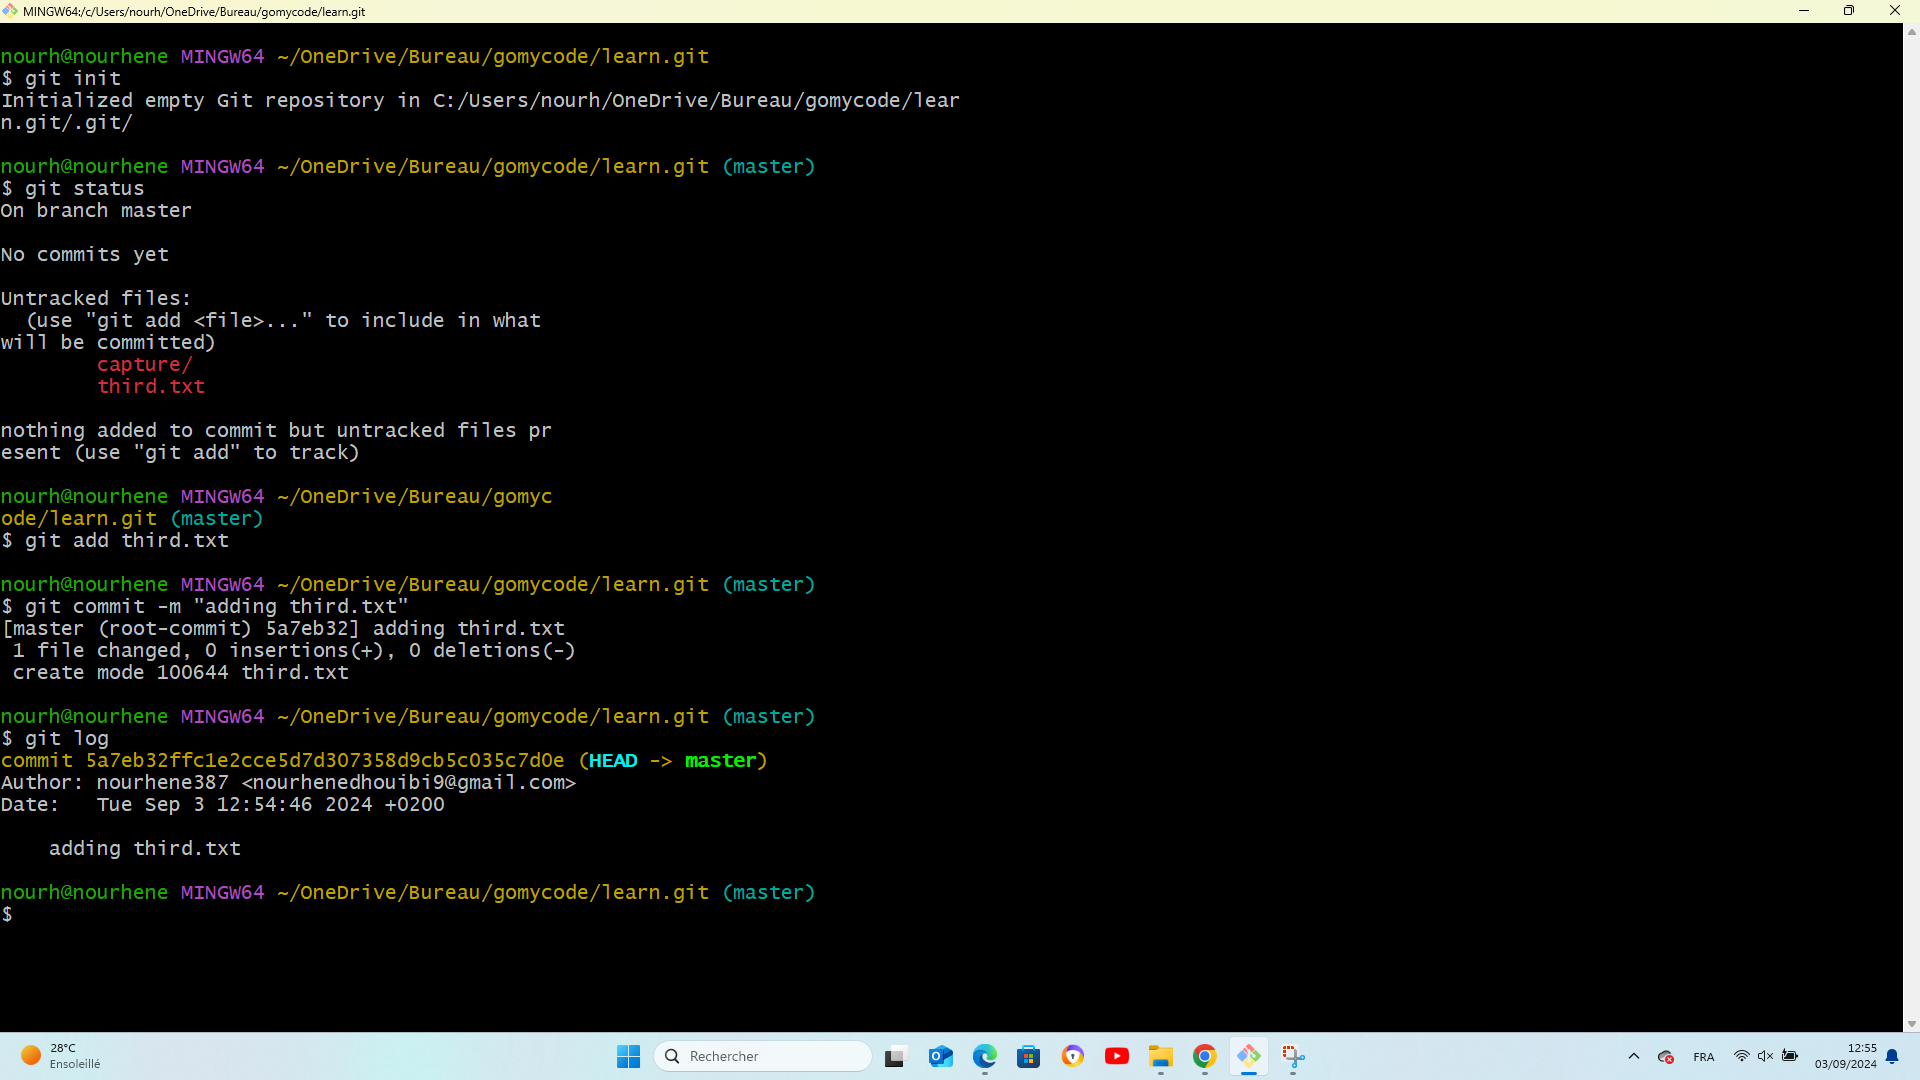 MINGW64:/c/Users/nourh/OneDrive/Bureau/gomycode/learn.git
nourh@nourhene MINGW64 ~/OneDrive/Bureau/gomycode/learn.git
$ git init
Initialized empty Git repository in C:/Users/nourh/OneDrive/Bureau/gomycode/lear
n.git/.git/
nourh@nourhene MINGW64 ~/OneDrive/Bureau/gomycode/learn.git (master)
$ git status
On branch master
No commits yet
Untracked files:
  (use "git add <file>..." to include in what
will be committed)
        capture/
        third.txt
nothing added to commit but untracked files pr
esent (use "git add" to track)
nourh@nourhene MINGW64 ~/OneDrive/Bureau/gomyc
ode/learn.git (master)
$ git add third.txt
nourh@nourhene MINGW64 ~/OneDrive/Bureau/gomycode/learn.git (master)
$ git commit -m "adding third.txt"
[master (root-commit) 5a7eb32] adding third.txt
 1 file changed, 0 insertions(+), 0 deletions(-)
 create mode 100644 third.txt
nourh@nourhene MINGW64 ~/OneDrive/Bureau/gomycode/learn.git (master)
$ git log
commit 5a7eb32ffc1e2cce5d7d307358d9cb5c035c7d0e (HEAD -> master)
Author: nourhene387 <nourhenedhouibi9@gmail.com>
Date:   Tue Sep 3 12:54:46 2024 +0200
    adding third.txt
nourh@nourhene MINGW64 ~/OneDrive/Bureau/gomycode/learn.git (master)
$
28°C
Ensoleillé
Rechercher
FRA
12:55
03/09/2024